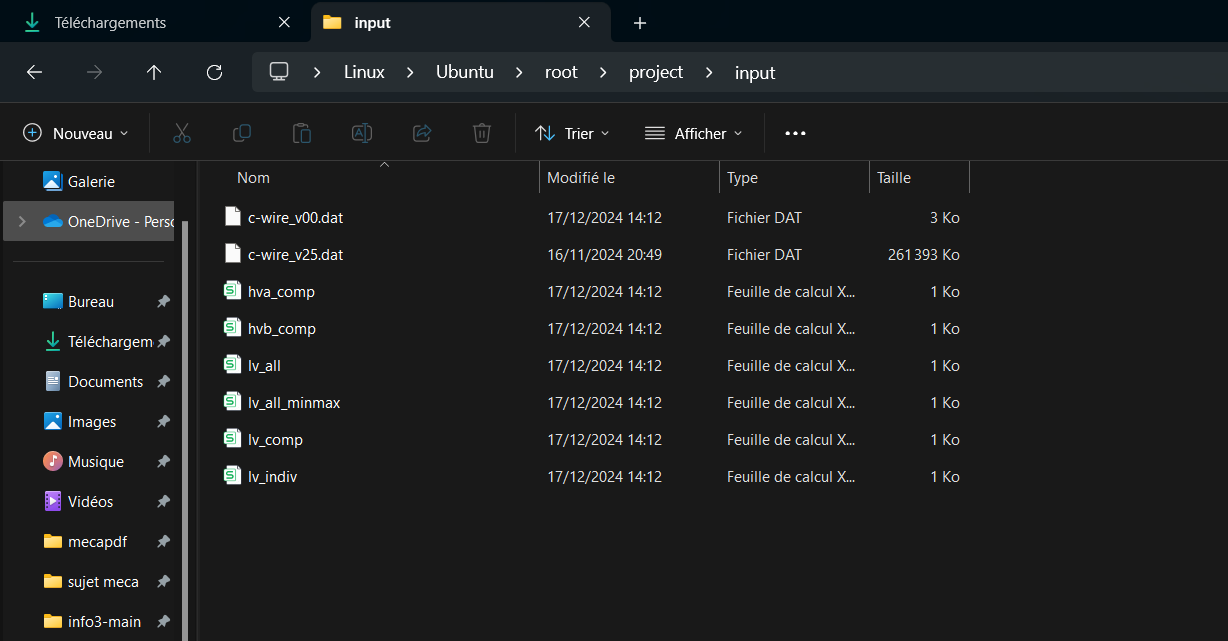 Téléchargements
input
Linux
Ubuntu
root
project
input
Nouveau
Trier
Afficher
Nom
Modifié le
Type
Taille
c-wire_v00.dat 17/12/2024 14:12 Fichier DAT 3 Ko
c-wire_v25.dat 16/11/2024 20:49 Fichier DAT 261 393 Ko
hva_comp 17/12/2024 14:12 Feuille de calcul X... 1 Ko
hvb_comp 17/12/2024 14:12 Feuille de calcul X... 1 Ko
lv_all 17/12/2024 14:12 Feuille de calcul X... 1 Ko
lv_all_minmax 17/12/2024 14:12 Feuille de calcul X... 1 Ko
lv_comp 17/12/2024 14:12 Feuille de calcul X... 1 Ko
lv_indiv 17/12/2024 14:12 Feuille de calcul X... 1 Ko
Galerie
OneDrive - Perso
Bureau
Téléchargem
Documents
Images
Musique
Vidéos
mecapdf
sujet meca
info3-main